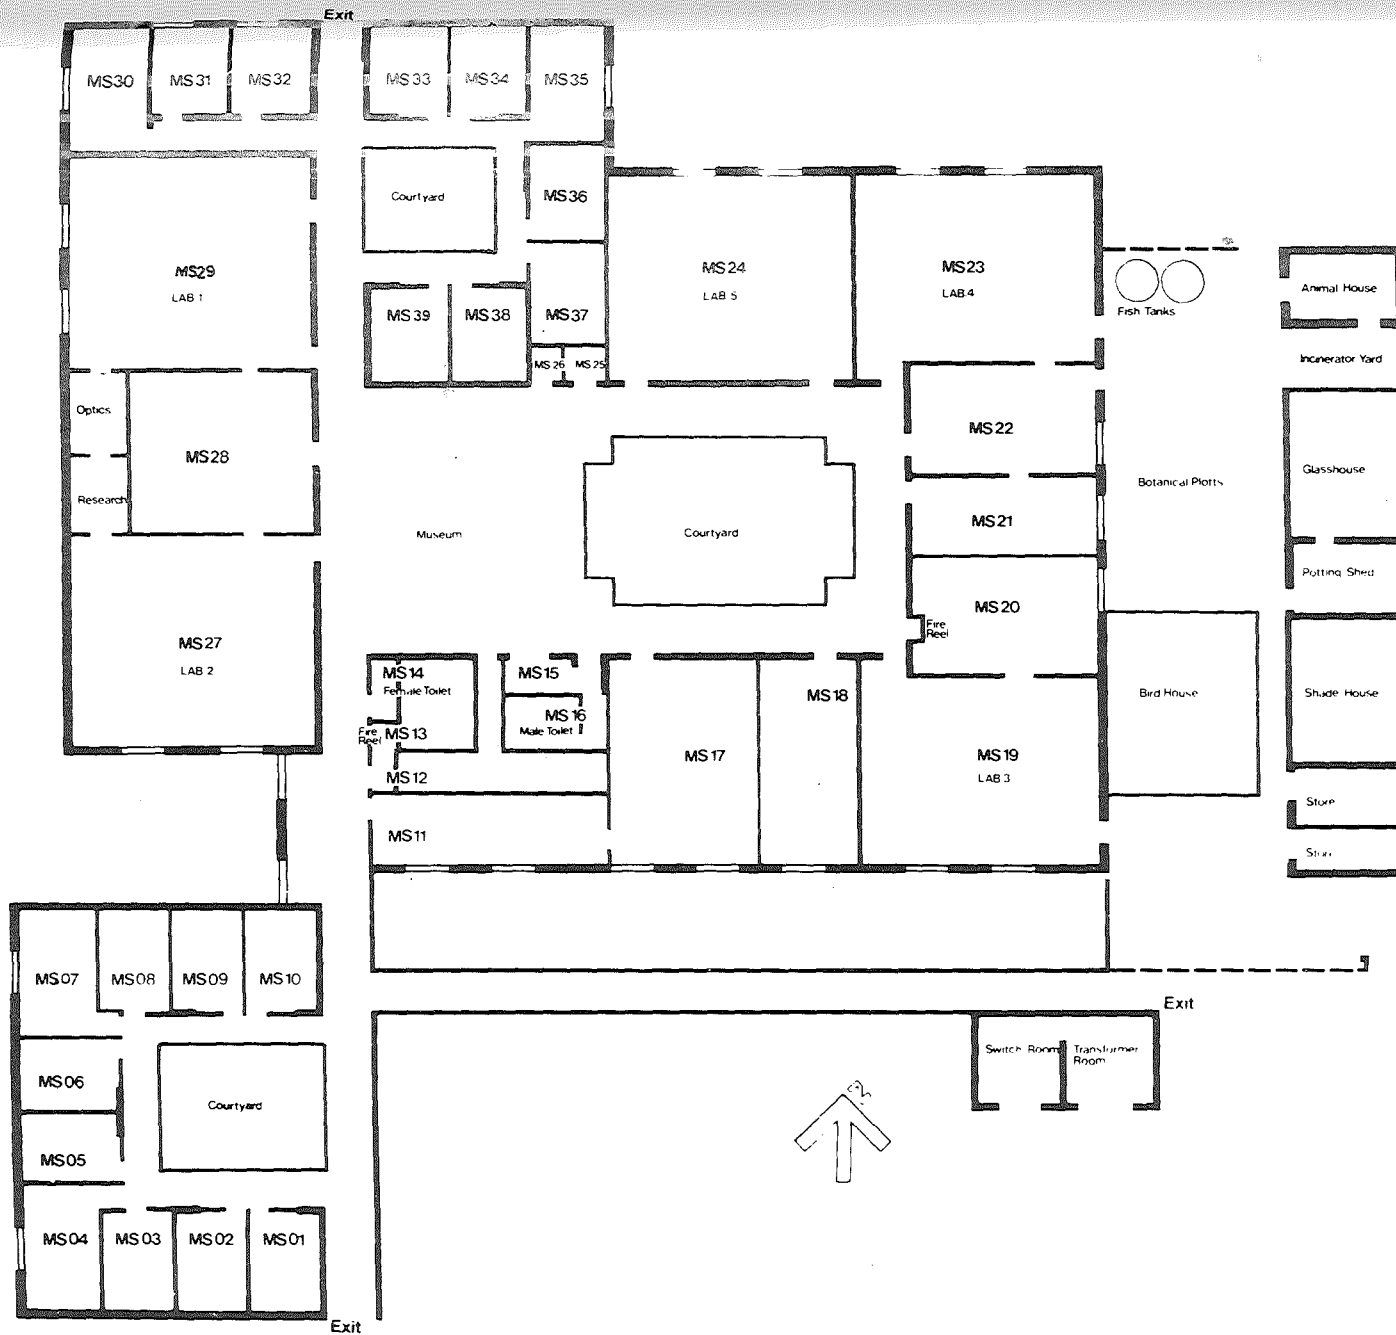 Exit
MS30
MS31
MS32
MS33
MS34
MS35
Courtyard
MS36
MS29
LAB 1
MS24
LAB 5
MS23
LAB 4
Fish Tanks
Animal House
Incinerator Yard
MS39
MS38
MS37
MS26
MS25
Optics
MS28
Research
MS22
Glasshouse
Botanical Plotts
Museum
Courtyard
MS21
Potting Shed
MS20
Fire
Reel
MS27
LAB 2
MS14
Female Toilet
MS15
MS16
Male Toilet
Fire
Reel
MS13
MS12
MS11
MS17
MS18
MS19
LAB 3
Bird House
Shade House
Store
Store
MS07
MS08
MS09
MS10
Exit
Switch Room
Transformer
Room
MS06
Courtyard
MS05
MS04
MS03
MS02
MS01
Exit